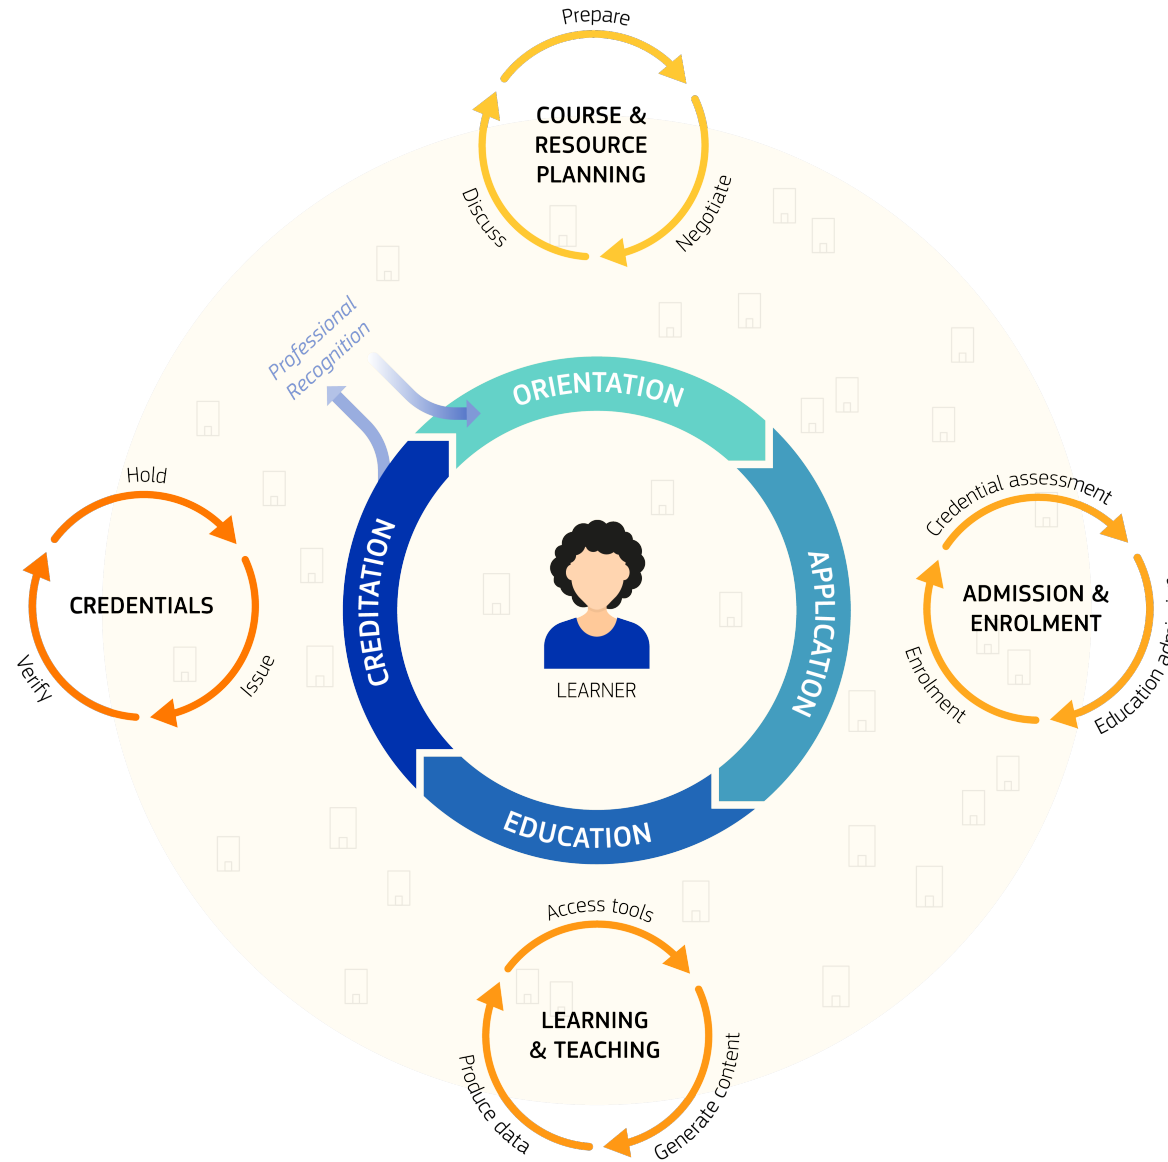 Prepare
COURSE &
RESOURCE
PLANNING
Discuss
Negotiate
Professional
Recognition
ORIENTATION
Hold
CREDENTIALS
Verify
Issue
CREDITATION
APPLICATION
LEARNER
Credential assessment
ADMISSION &
ENROLMENT
Enrolment
Education
EDUCATION
Access tools
LEARNING
& TEACHING
Produce data
Generate content